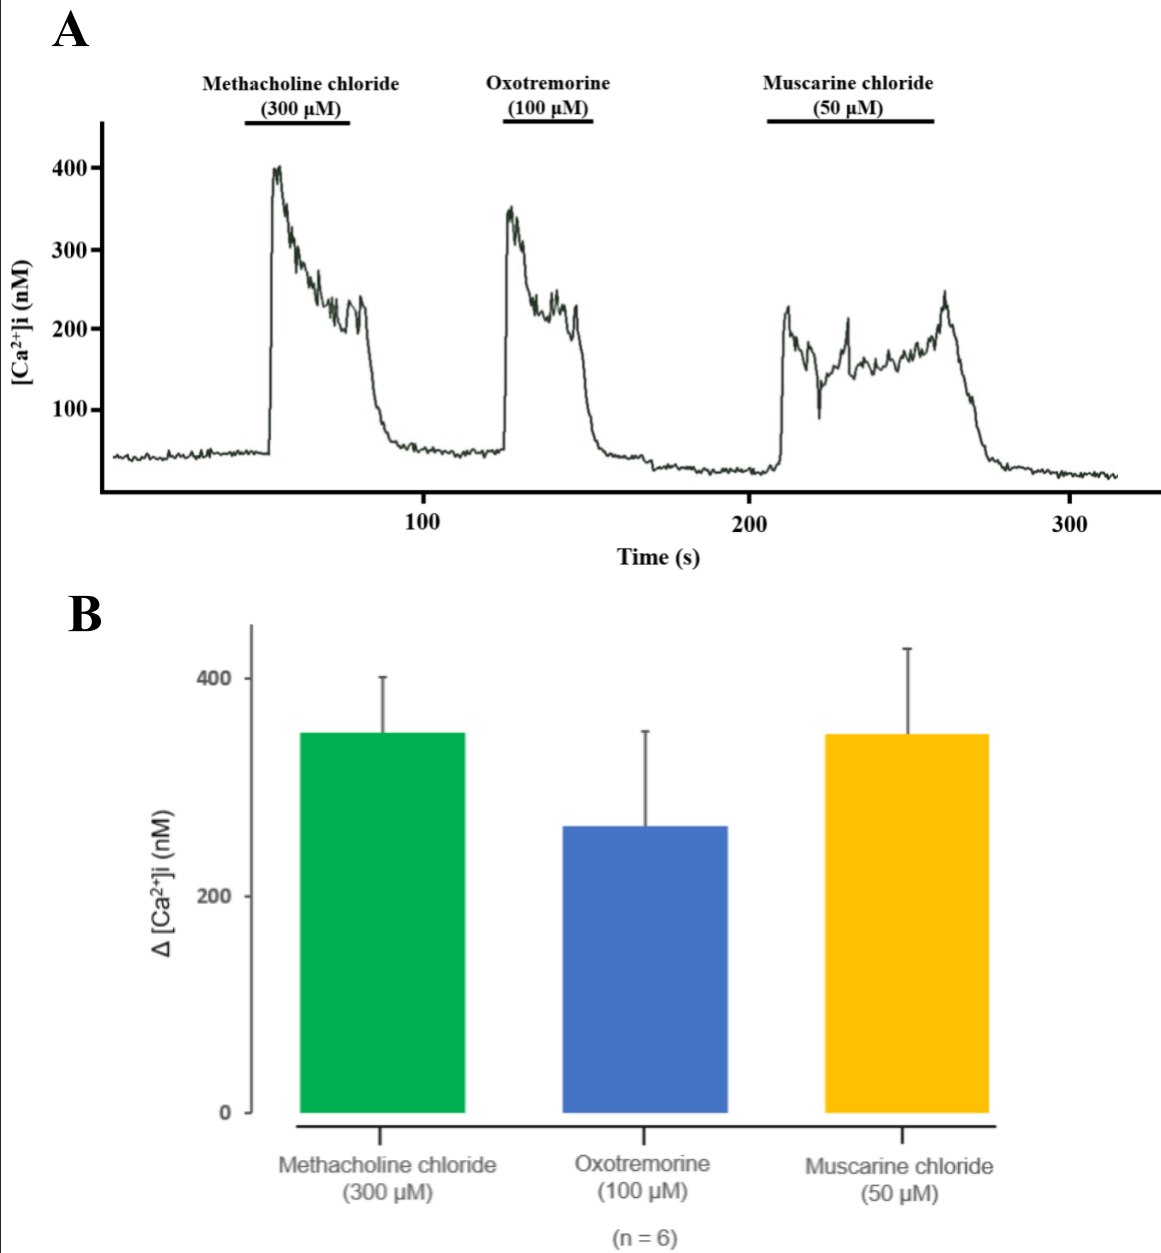 A
Methacholine chloride
(300 µM)
Oxotremorine
(100 µM)
Muscarine chloride
(50 µM)
400
300
200
100
[Ca²⁺]i (nM)
100
200
300
Time (s)
B
400
200
0
Δ [Ca²⁺]i (nM)
Methacholine chloride
(300 µM)
Oxotremorine
(100 µM)
Muscarine chloride
(50 µM)
(n = 6)